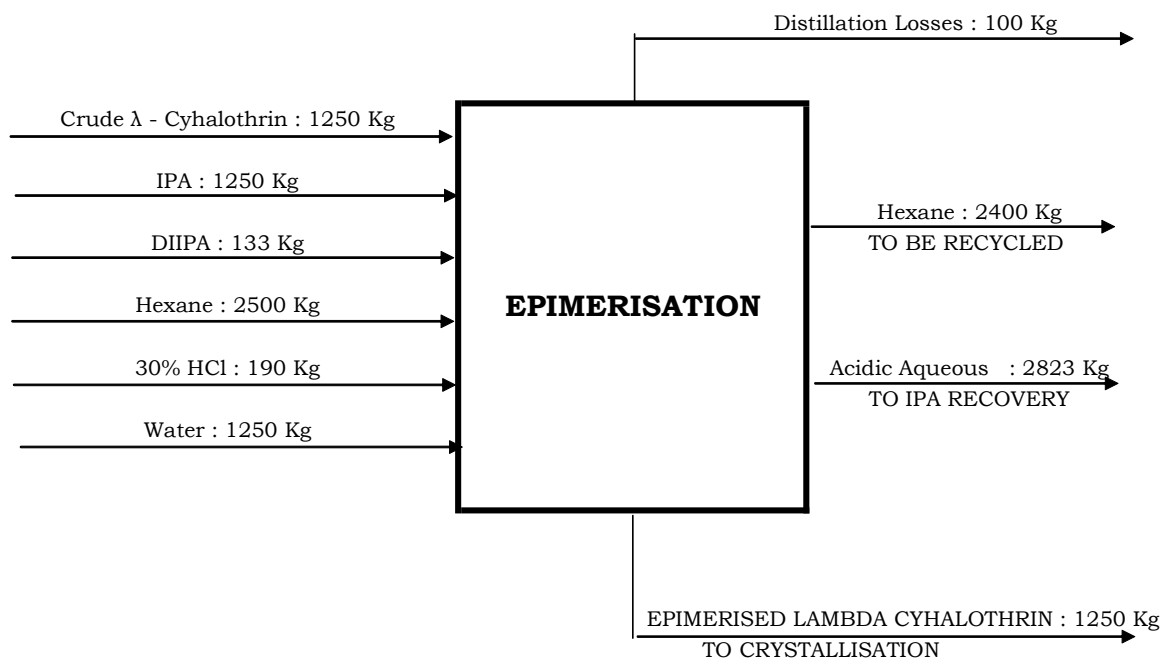 Distillation Losses : 100 Kg
Crude λ - Cyhalothrin : 1250 Kg
IPA : 1250 Kg
DIIPA : 133 Kg
Hexane : 2500 Kg
30% HCl : 190 Kg
Water : 1250 Kg
EPIMERISATION
Hexane : 2400 Kg
TO BE RECYCLED
Acidic Aqueous : 2823 Kg
TO IPA RECOVERY
EPIMERISED LAMBDA CYHALOTHRIN : 1250 Kg
TO CRYSTALLISATION